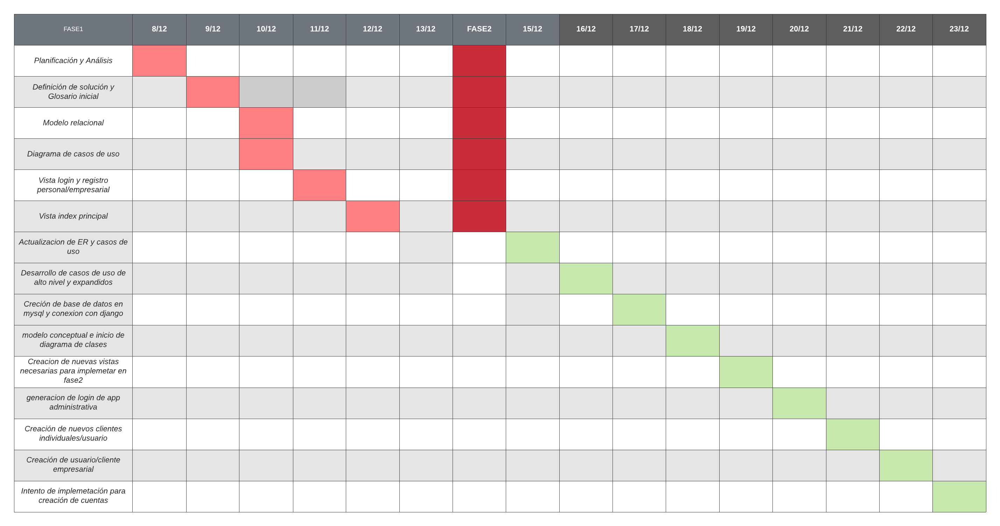 FASE1 8/12 9/12 10/12 11/12 12/12 13/12 FASE2 15/12 16/12 17/12 18/12 19/12 20/12 21/12 22/12 23/12
Planificación y Análisis
Definición de solución y
Glosario inicial
Modelo relacional
Diagrama de casos de uso
Vista login y registro
personal/empresarial
Vista index principal
Actualizacion de ER y casos de
uso
Desarrollo de casos de uso de
alto nivel y expandidos
Creción de base de datos en
mysql y conexion con django
modelo conceptual e inicio de
diagrama de clases
Creacion de nuevas vistas
necesarias para implemetar en
fase2
generacion de login de app
administrativa
Creación de nuevos clientes
individuales/usuario
Creación de usuario/cliente
empresarial
Intento de implemetación para
creación de cuentas